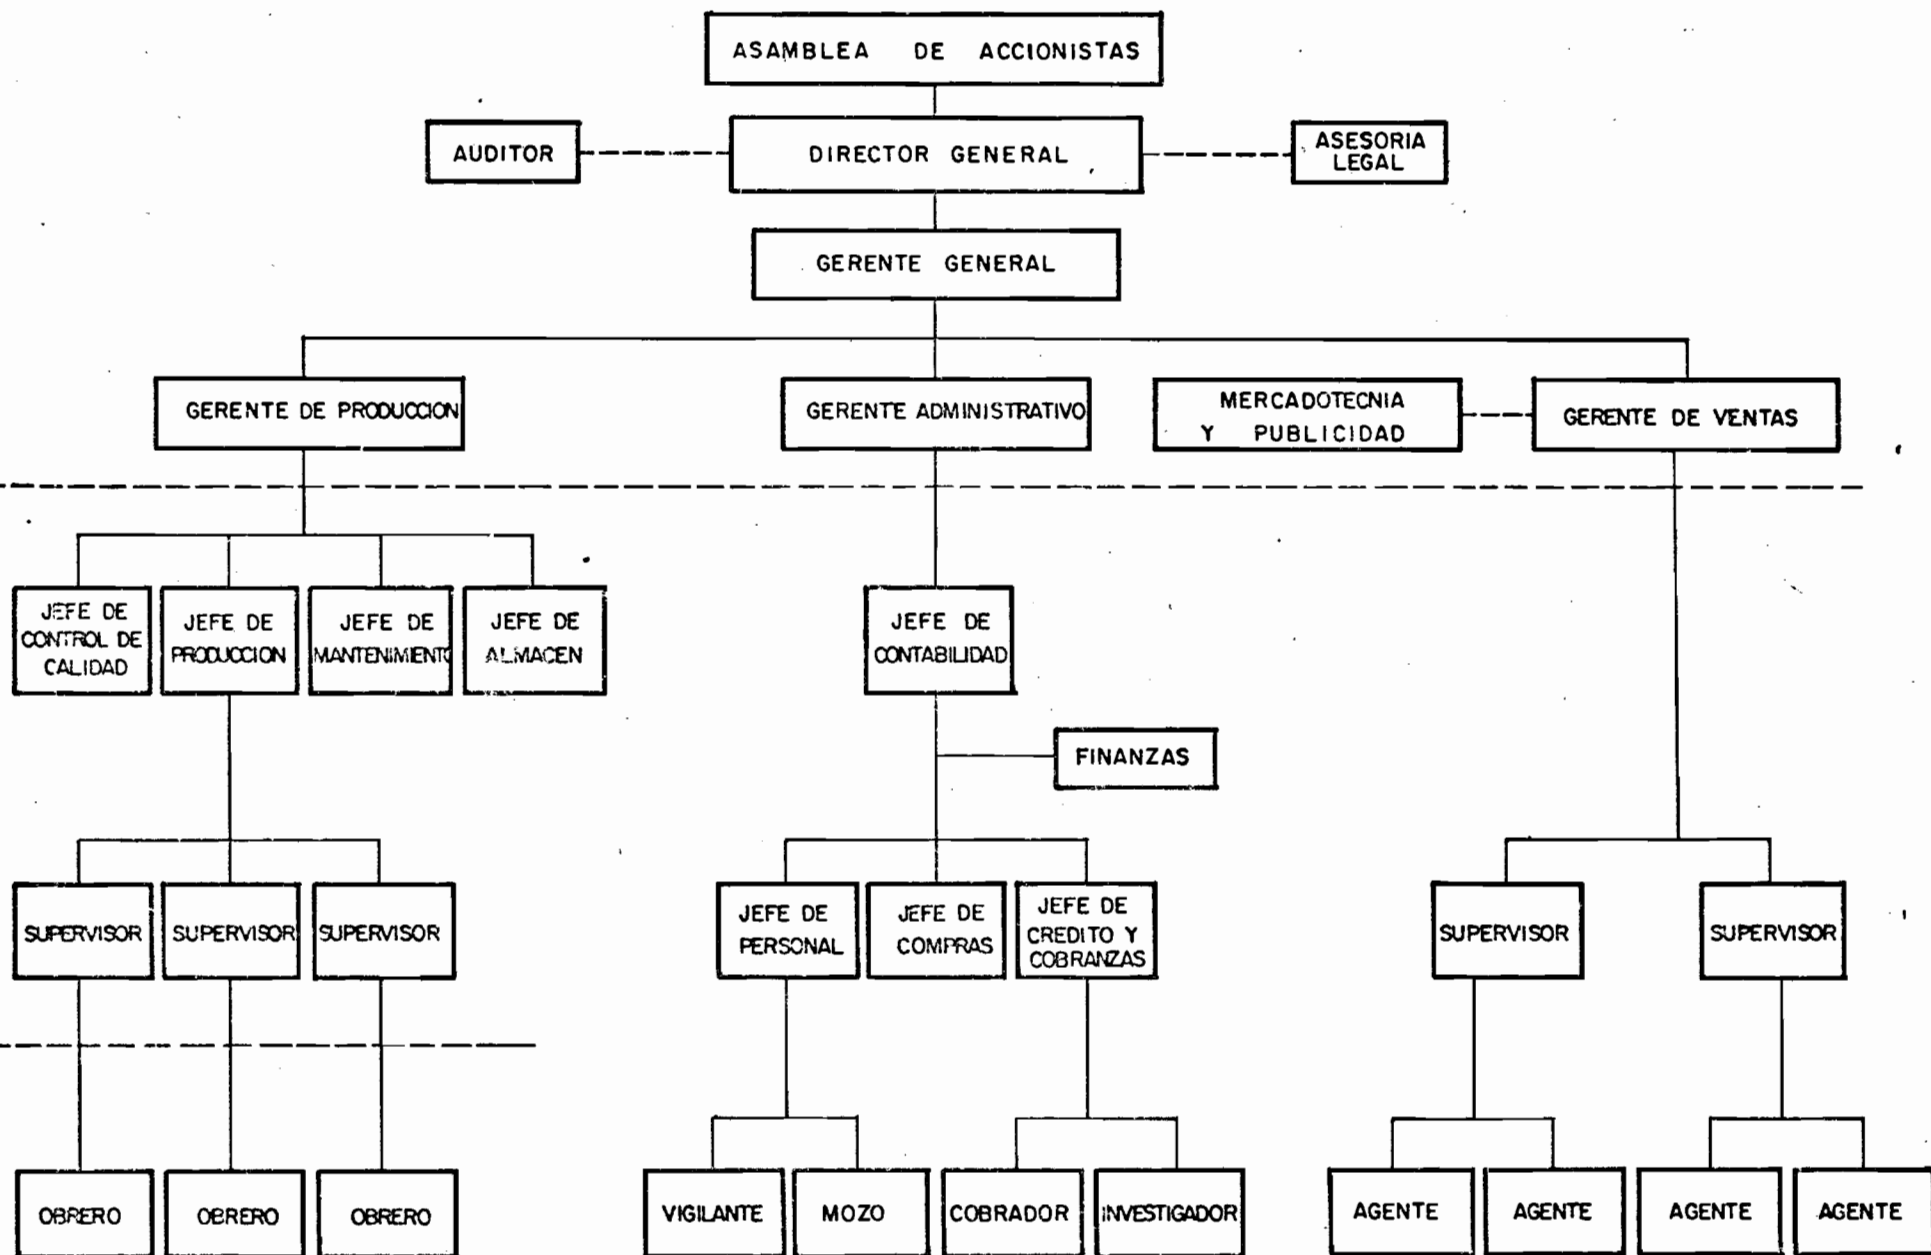 ASAMBLEA DE ACCIONISTAS
AUDITOR
DIRECTOR GENERAL
ASESORIA
LEGAL
GERENTE GENERAL
GERENTE DE PRODUCCION
GERENTE ADMINISTRATIVO
MERCADOTECNIA
Y PUBLICIDAD
GERENTE DE VENTAS
JEFE DE
CONTROL DE
CALIDAD
JEFE DE
PRODUCCION
JEFE DE
MANTENIMIENTO
JEFE DE
ALMACEN
JEFE DE
CONTABILIDAD
FINANZAS
SUPERVISOR
SUPERVISOR
SUPERVISOR
JEFE DE
PERSONAL
JEFE DE
COMPRAS
JEFE DE
CREDITO Y
COBRANZAS
SUPERVISOR
SUPERVISOR
OBRERO
OBRERO
OBRERO
VIGILANTE
MOZO
COBRADOR
INVESTIGADOR
AGENTE
AGENTE
AGENTE
AGENTE